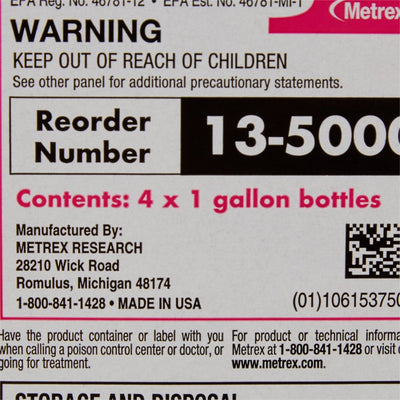 EPA Reg. No. 46781-12 • EPA Est. No. 46781-MI-1
Metrex
WARNING
KEEP OUT OF REACH OF CHILDREN
See other panel for additional precautionary statements.
Reorder Number
13-5000
Contents: 4 x 1 gallon bottles
Manufactured By:
METREX RESEARCH
28210 Wick Road
Romulus, Michigan 48174
1-800-841-1428 • MADE IN USA
(01)10615375
Have the product container or label with you
when calling a poison control center or doctor, or
going for treatment.
For product or technical informa
Metrex at 1-800-841-1428 or visit
www.metrex.com.
STORAGE AND DISPOSAL